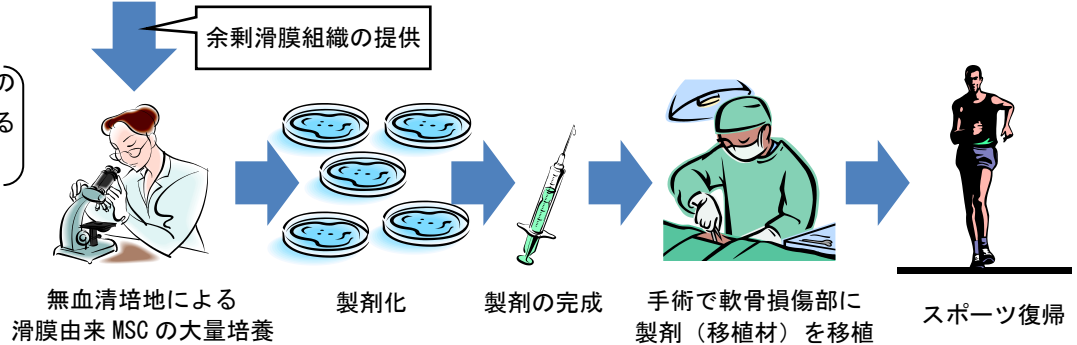 余剰滑膜組織の提供
の
る
無血清培地による
滑膜由来 MSC の大量培養
製剤化
製剤の完成
手術で軟骨損傷部に
製剤(移植材)を移植
スポーツ復帰